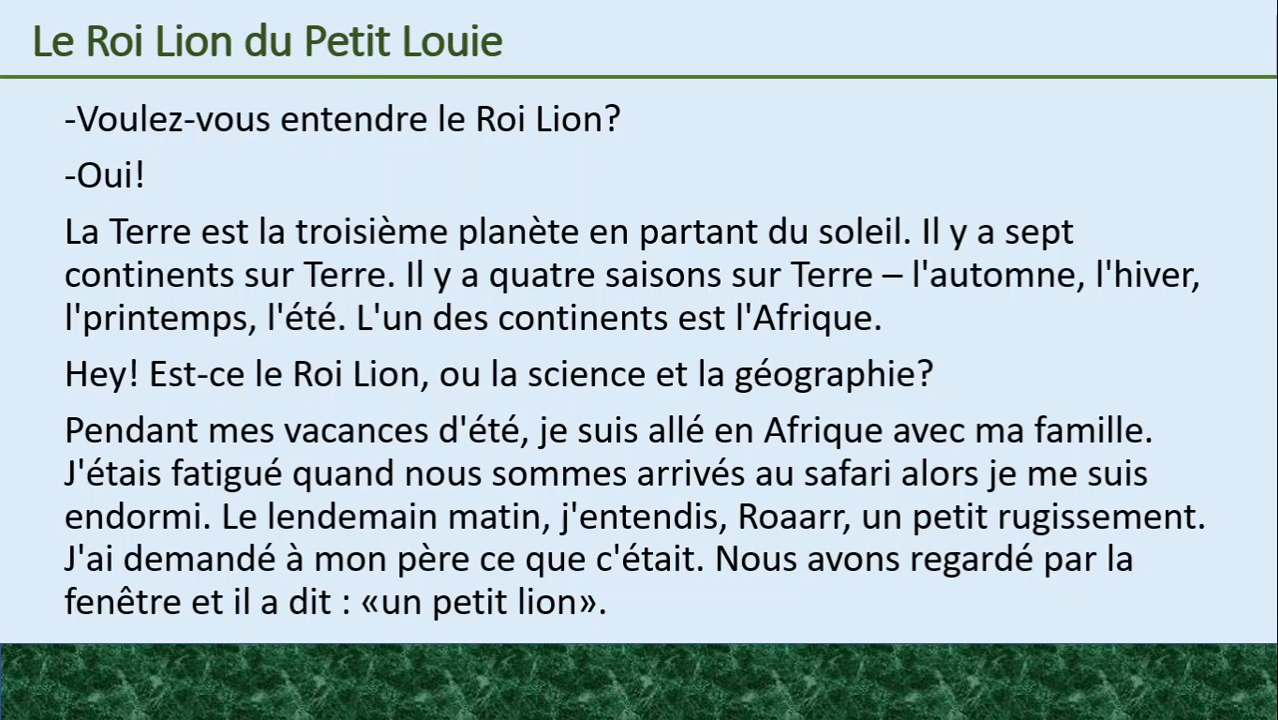 Le Roi Lion du Petit Louie
-Voulez-vous entendre le Roi Lion?
-Oui!
La Terre est la troisième planète en partant du soleil. Il y a sept
continents sur Terre. Il y a quatre saisons sur Terre – l'automne, l'hiver,
l'printemps, l'été. L'un des continents est l'Afrique.
Hey! Est-ce le Roi Lion, ou la science et la géographie?
Pendant mes vacances d'été, je suis allé en Afrique avec ma famille.
J'étais fatigué quand nous sommes arrivés au safari alors je me suis
endormi. Le lendemain matin, j'entendis, Roaarr, un petit rugissement.
J'ai demandé à mon père ce que c'était. Nous avons regardé par la
fenêtre et il a dit : «un petit lion».